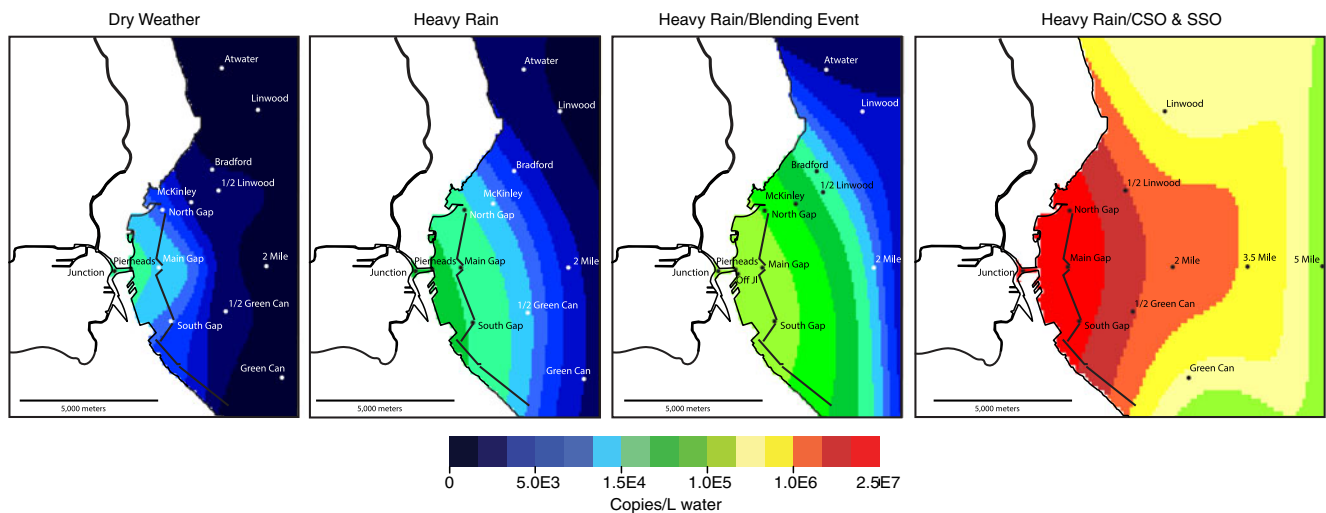 Dry Weather
Atwater
Linwood
Bradford
1/2 Linwood
McKinley
North Gap
Pierheads
Main Gap
Junction
2 Mile
1/2 Green Can
South Gap
Green Can
5,000 meters
Heavy Rain
Atwater
Linwood
Bradford
McKinley
North Gap
Pierheads
Main Gap
Junction
2 Mile
1/2 Green Can
South Gap
Green Can
5,000 meters
Heavy Rain/Blending Event
Atwater
Linwood
Bradford
1/2 Linwood
McKinley
North Gap
Pierheads
Main Gap
Junction
Off JI
2 Mile
South Gap
5,000 meters
Heavy Rain/CSO & SSO
Linwood
1/2 Linwood
North Gap
Main Gap
Junction
2 Mile
3.5 Mile
5 Mile
1/2 Green Can
South Gap
Green Can
5,000 meters
0 5.0E3 1.5E4 1.0E5 1.0E6 2.5E7
Copies/L water